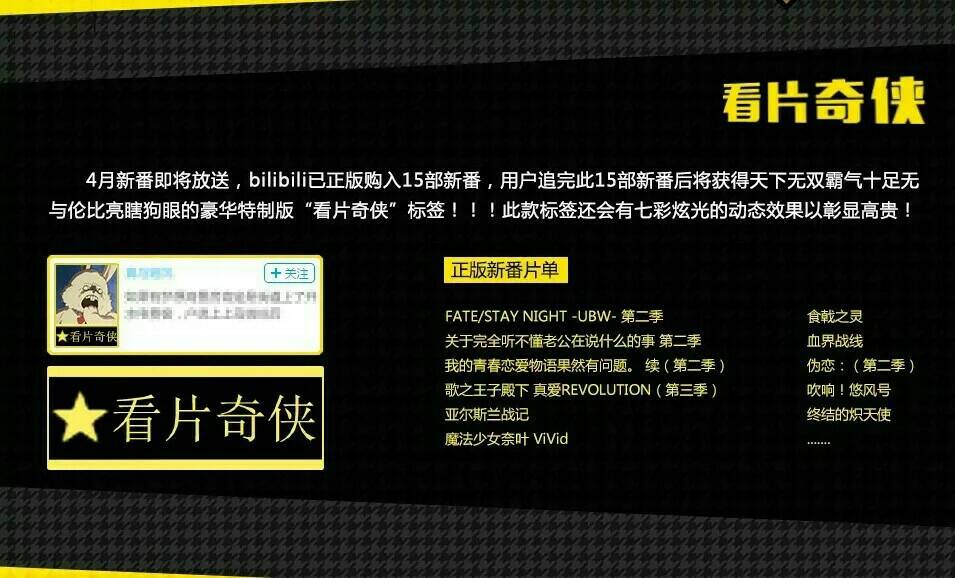 看片奇侠
4月新番即将放送，bilibili已正版购入15部新番，用户追完此15部新番后将获得天下无双霸气十足无
与伦比亮瞎狗眼的豪华特制版“看片奇侠”标签！！！此款标签还会有七彩炫光的动态效果以彰显高贵！
+关注
★看片奇侠
★看片奇侠
正版新番片单
FATE/STAY NIGHT -UBW- 第二季
关于完全听不懂老公在说什么的事 第二季
我的青春恋爱物语果然有问题。 续（第二季）
歌之王子殿下 真爱REVOLUTION（第三季）
亚尔斯兰战记
魔法少女奈叶 ViVid
食戟之灵
血界战线
伪恋：（第二季）
吹响！悠风号
终结的炽天使
.......